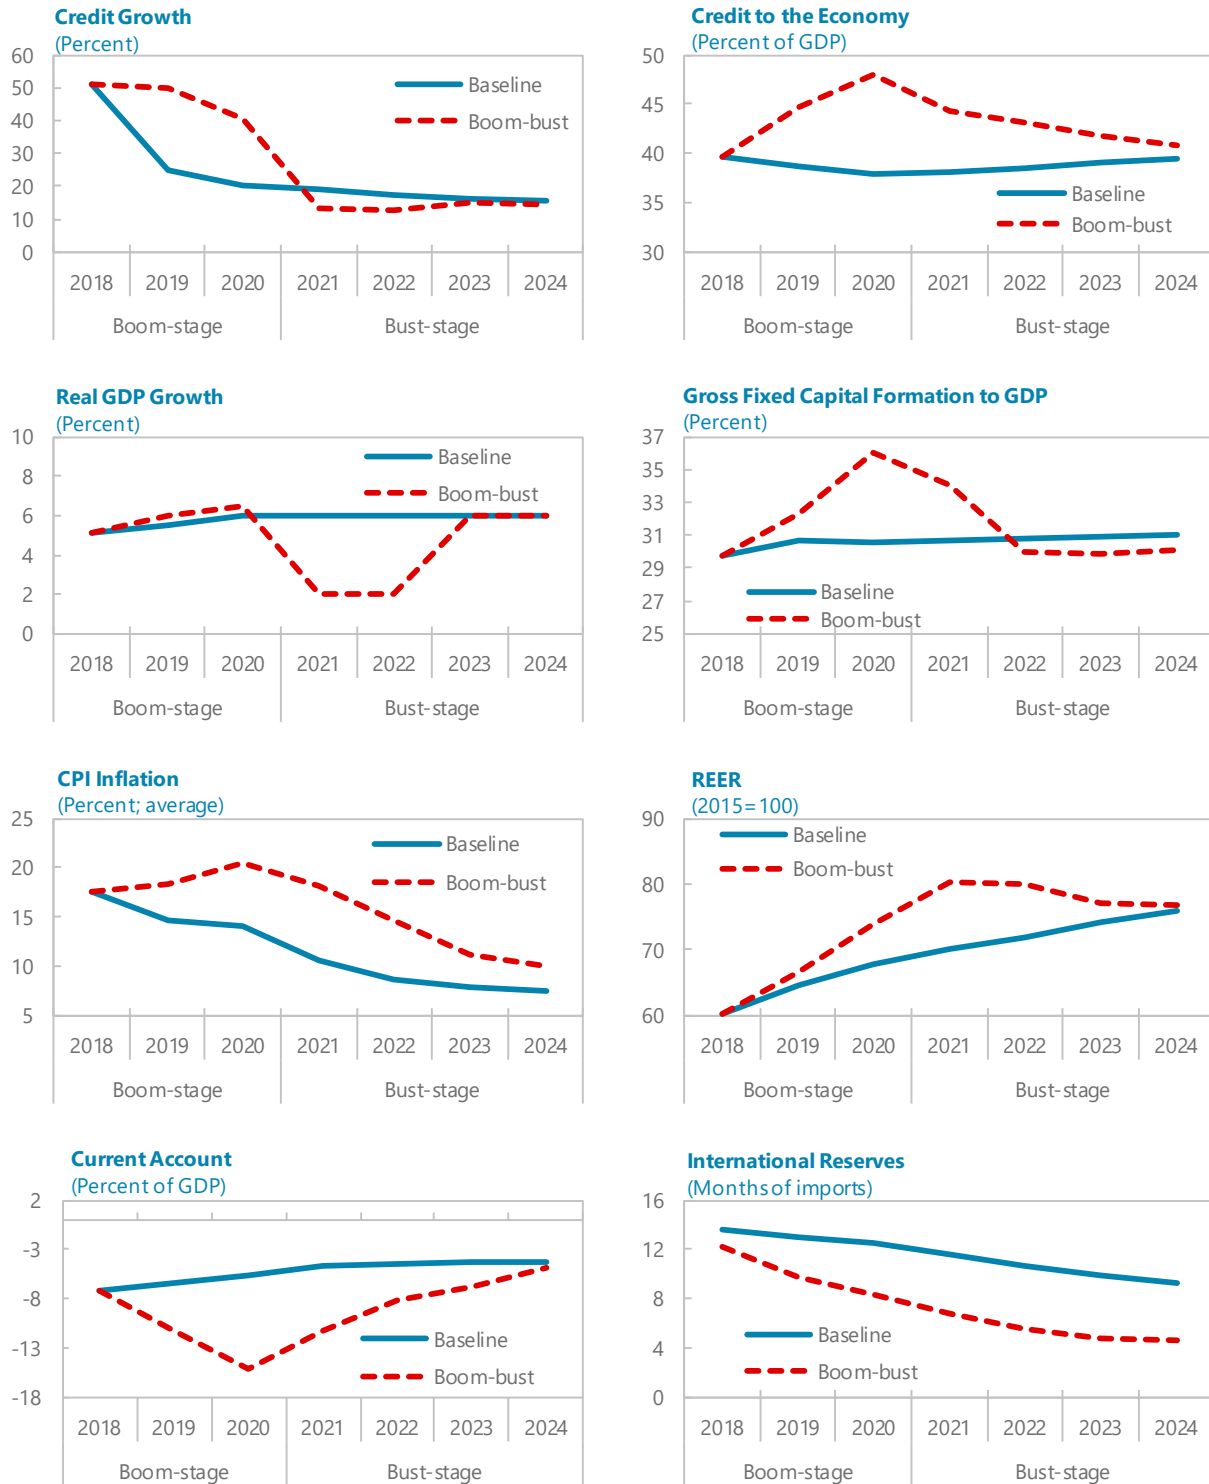 Credit Growth
(Percent)
60
50
40
30
20
10
0
Baseline
Boom-bust
2018 2019 2020 2021 2022 2023 2024
Boom-stage Bust-stage
Credit to the Economy
(Percent of GDP)
50
45
40
35
30
Baseline
Boom-bust
2018 2019 2020 2021 2022 2023 2024
Boom-stage Bust-stage
Real GDP Growth
(Percent)
10
8
6
4
2
0
Baseline
Boom-bust
2018 2019 2020 2021 2022 2023 2024
Boom-stage Bust-stage
Gross Fixed Capital Formation to GDP
(Percent)
37
35
33
31
29
27
25
Baseline
Boom-bust
2018 2019 2020 2021 2022 2023 2024
Boom-stage Bust-stage
CPI Inflation
(Percent; average)
25
20
15
10
5
Baseline
Boom-bust
2018 2019 2020 2021 2022 2023 2024
Boom-stage Bust-stage
REER
(2015=100)
90
80
70
60
Baseline
Boom-bust
2018 2019 2020 2021 2022 2023 2024
Boom-stage Bust-stage
Current Account
(Percent of GDP)
2
-3
-8
-13
-18
Baseline
Boom-bust
2018 2019 2020 2021 2022 2023 2024
Boom-stage Bust-stage
International Reserves
(Months of imports)
16
12
8
4
0
Baseline
Boom-bust
2018 2019 2020 2021 2022 2023 2024
Boom-stage Bust-stage